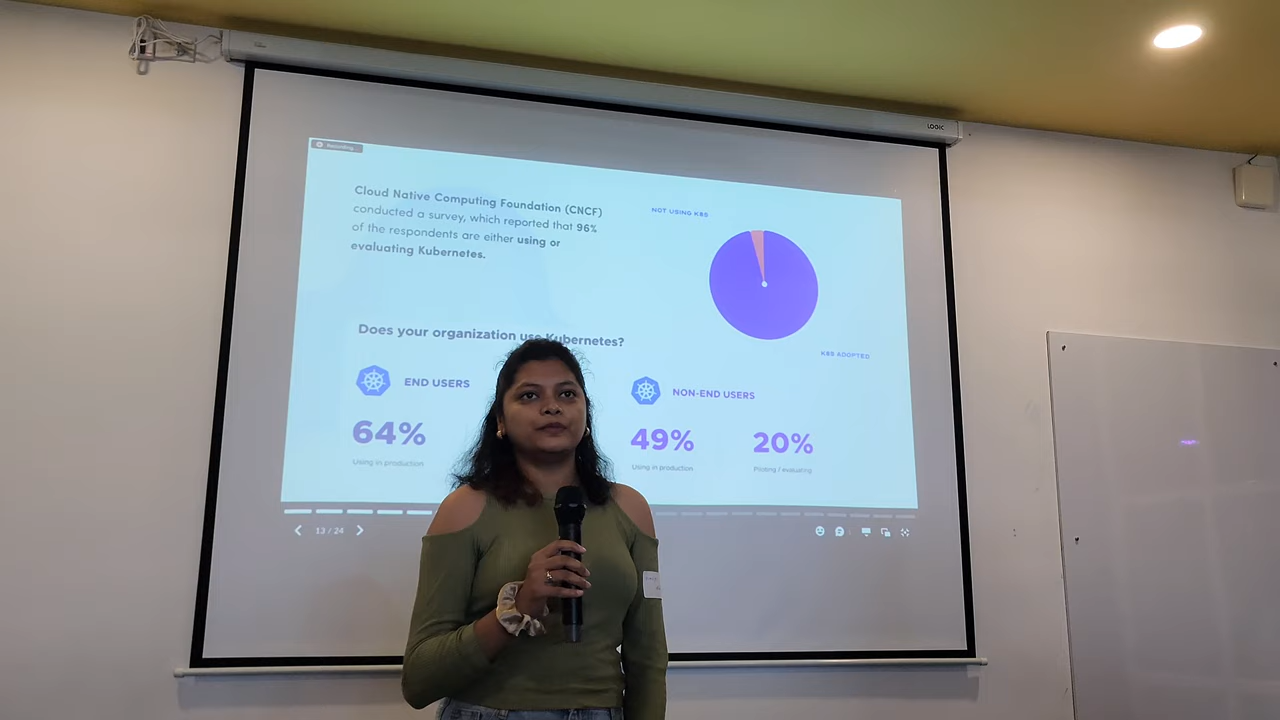 LOGIC
Recording...
Cloud Native Computing Foundation (CNCF)
conducted a survey, which reported that 96%
of the respondents are either using or
evaluating Kubernetes.
NOT USING K8S
K8S ADOPTED
Does your organization use Kubernetes?
END USERS
64%
Using in production
NON-END USERS
49%
Using in production
20%
Piloting / evaluating
13 / 24